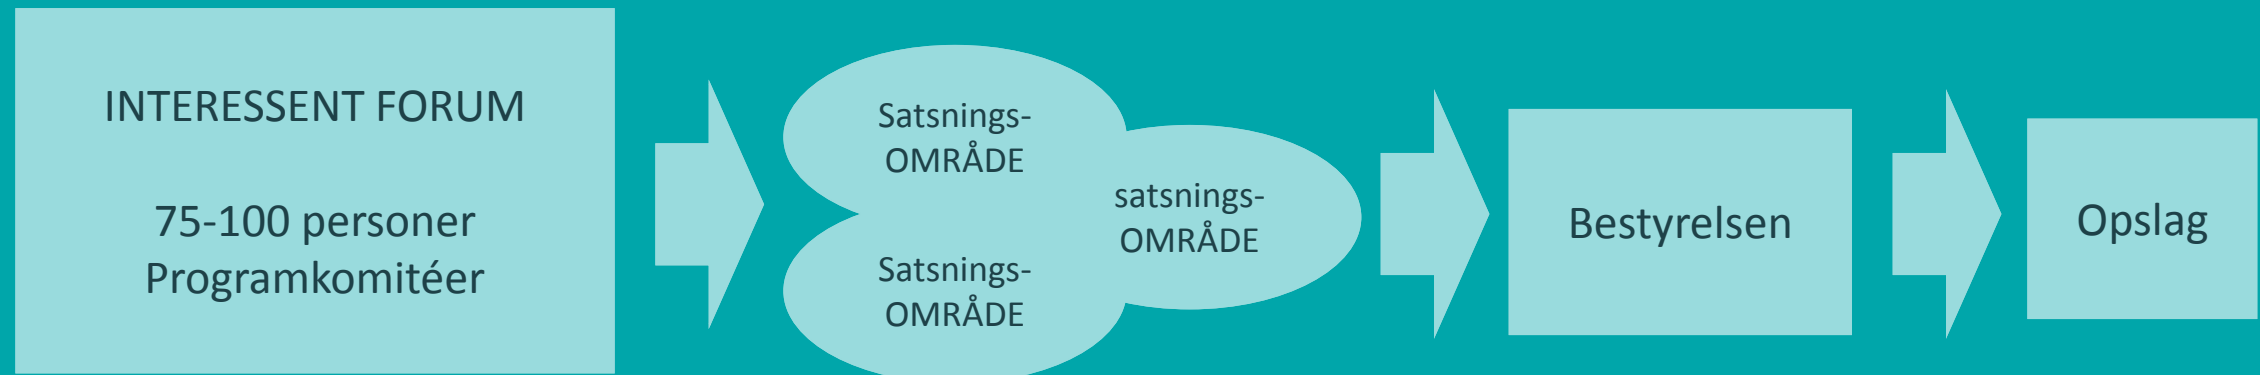 INTERESSENT FORUM
75-100 personer
Programkomitéer
Satsnings-
OMRÅDE
satsnings-
OMRÅDE
Satsnings-
OMRÅDE
Bestyrelsen
Opslag